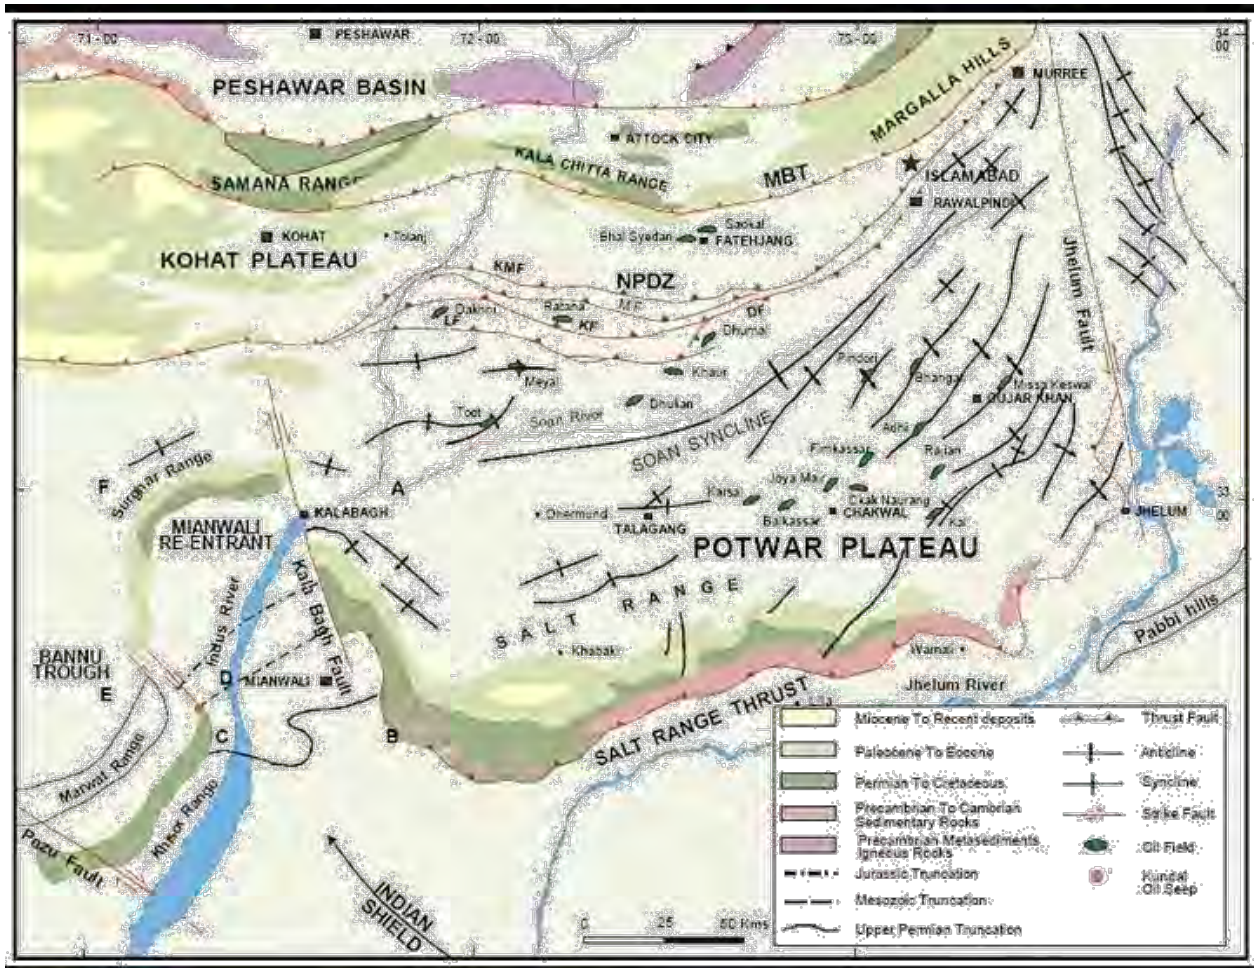 71 - 00
72 - 00
73 - 00
34
00
PESHAWAR
PESHAWAR BASIN
MURREE
MARGALLA HILLS
ATTOCK CITY
KALA CHITTA RANGE
SAMANA RANGE
MBT
ISLAMABAD
RAWALPINDI
KOHAT
Tolanj
KOHAT PLATEAU
Sadkal
Bhal Syedan
FATEHJANG
Jhelum Fault
KMF
NPDZ
MF
Dakhni
Ratana
LF
KF
DF
Dhurnal
Meyal
Khaur
Pindori
Bhangali
Missa Keswal
GUJAR KHAN
Toot
Soan River
Dhulian
SOAN SYNCLINE
Adhi
Fimkassar
Rajian
Surghar Range
F
A
Joya Mair
Chak Naurang
33
00
Balkassar
CHAKWAL
Kal
KALABAGH
Dhermund
TALAGANG
JHELUM
MIANWALI
RE-ENTRANT
POTWAR PLATEAU
SALT RANGE
Kala Bagh Fault
Indus River
Pabbi hills
BANNU
TROUGH
Khabaki
Warnali
E
D
MIANWALI
Jhelum River
C
B
SALT RANGE THRUST
Marwat Range
Khisor Range
Pezu Fault
INDIAN
SHIELD
0 25 50 Kms
Miocene To Recent deposits
Paleocene To Eocene
Permian To Cretaceous
Precambrian To Cambrian
Sedimentary Rocks
Precambrian Metasediments
Igneous Rocks
Jurassic Truncation
Mesozoic Truncation
Upper Permian Truncation
Thrust Fault
Anticline
Syncline
Strike Fault
Oil Field
Kundal
Oil Seep